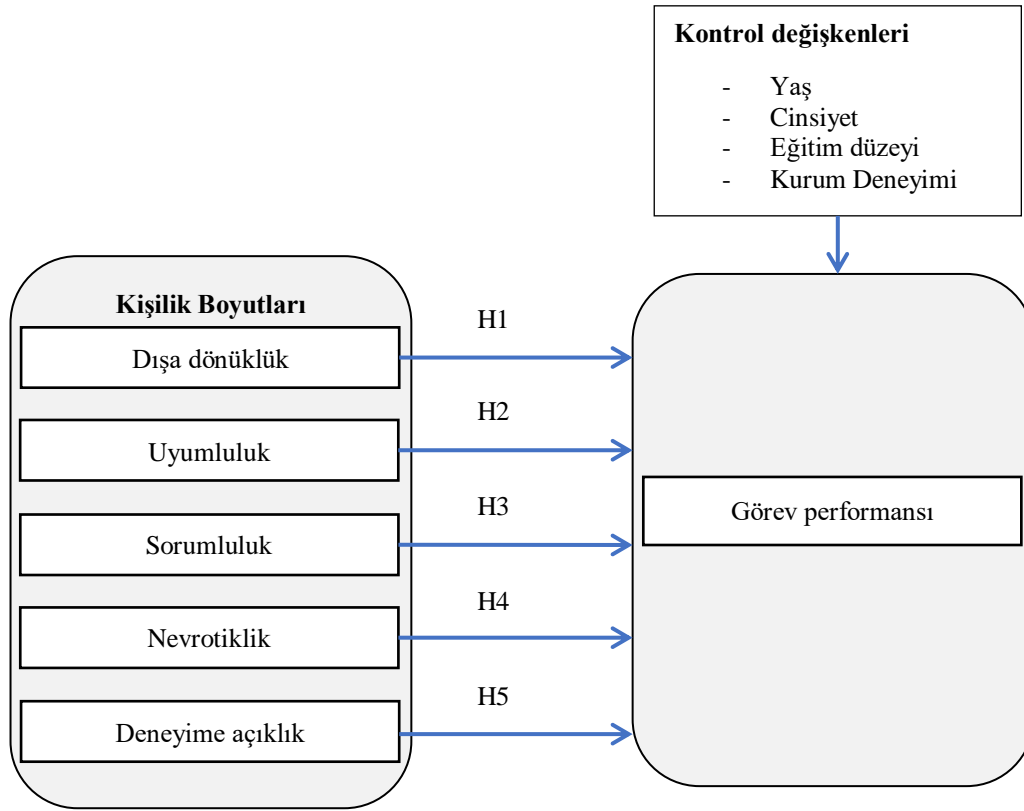 Kontrol değişkenleri
- Yaş
- Cinsiyet
- Eğitim düzeyi
- Kurum Deneyimi
Kişilik Boyutları
Dışa dönüklük
Uyumluluk
Sorumluluk
Nevrotiklik
Deneyime açıklık
H1
H2
H3
H4
H5
Görev performansı